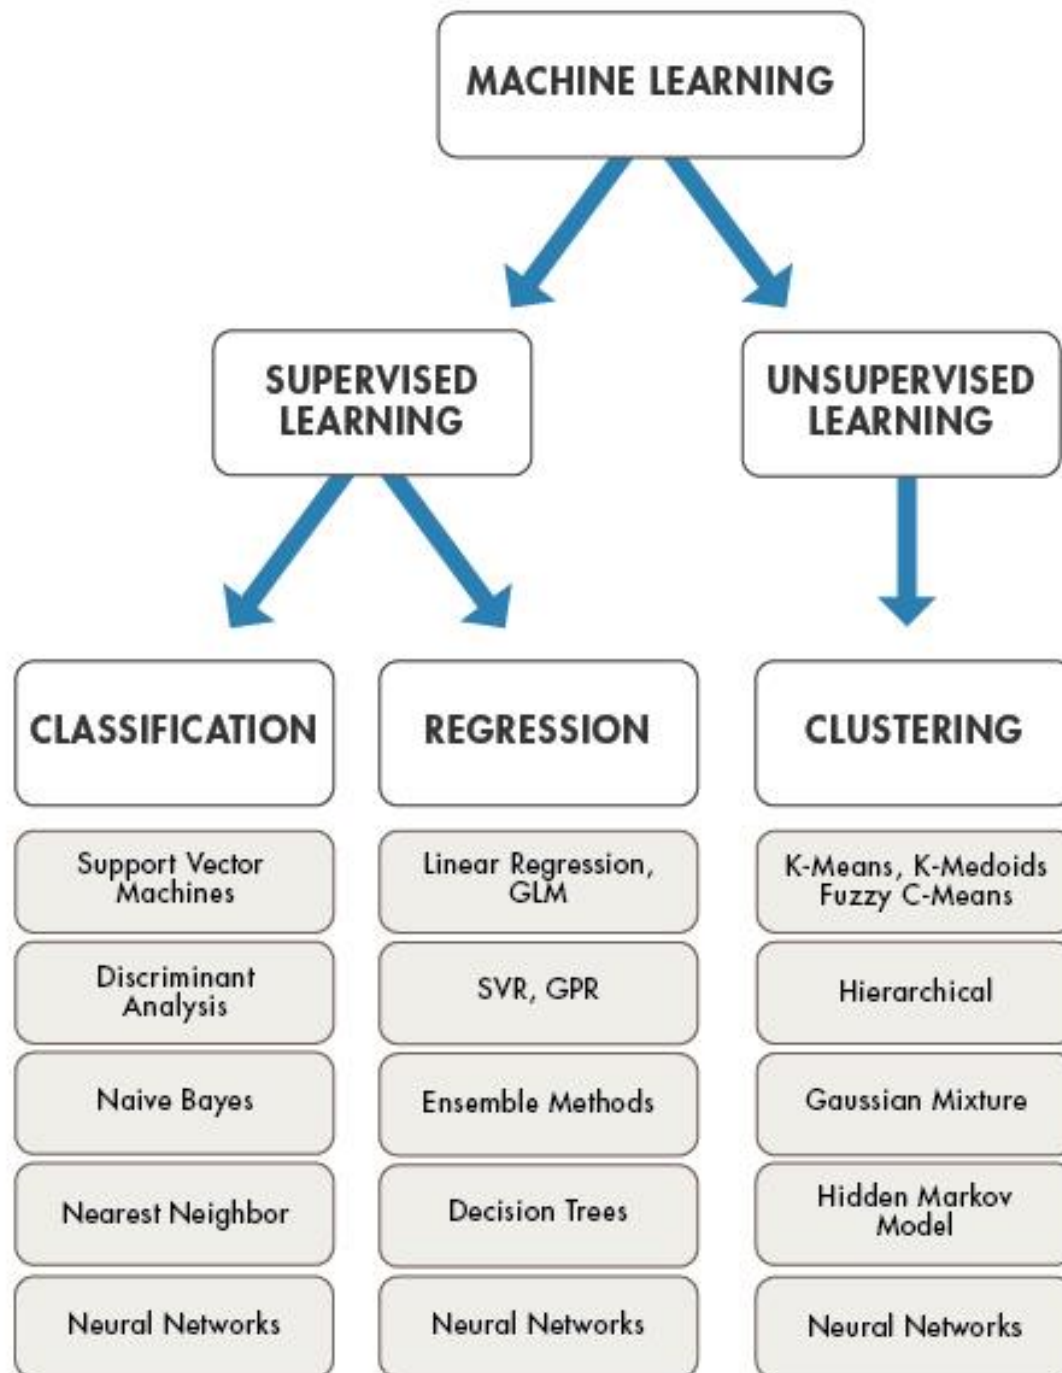 MACHINE LEARNING
SUPERVISED
LEARNING
UNSUPERVISED
LEARNING
CLASSIFICATION
REGRESSION
CLUSTERING
Support Vector
Machines
Linear Regression,
GLM
K-Means, K-Medoids
Fuzzy C-Means
Discriminant
Analysis
SVR, GPR
Hierarchical
Naive Bayes
Ensemble Methods
Gaussian Mixture
Nearest Neighbor
Decision Trees
Hidden Markov
Model
Neural Networks
Neural Networks
Neural Networks